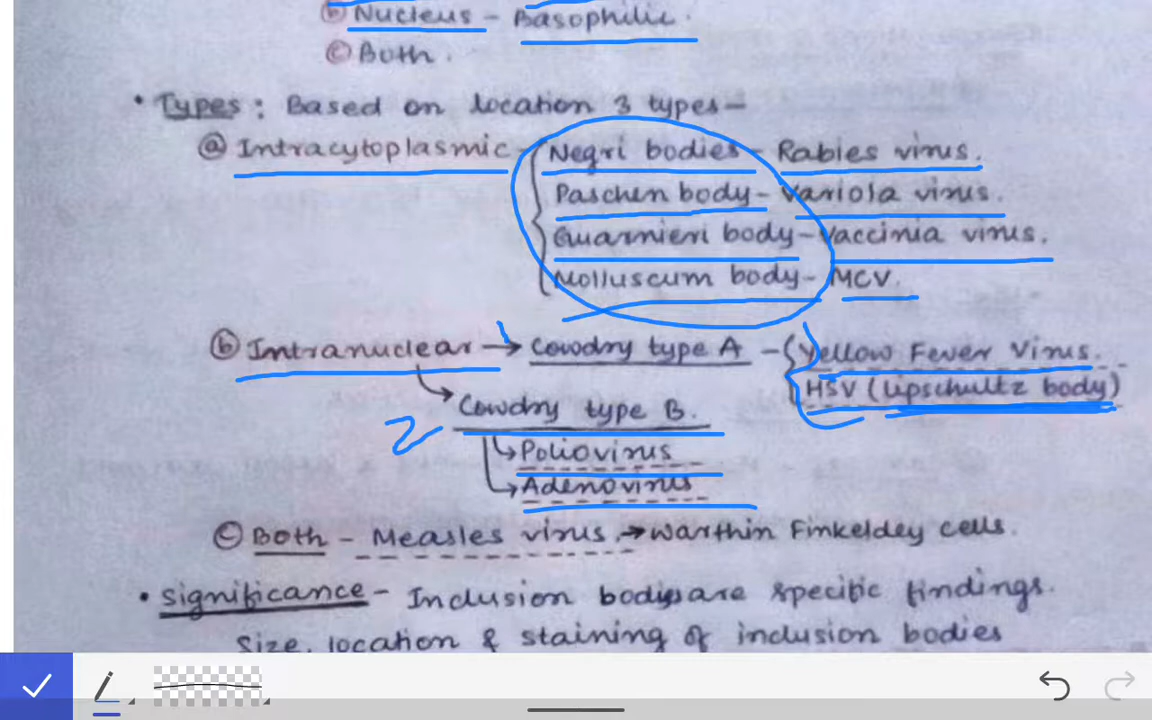 ⓑ Nucleus - Basophilic.
ⓒ Both.
• Types: Based on location 3 types-
ⓐ Intracytoplasmic - { Negri bodies - Rabies virus.
Paschen body - Variola virus.
Guarnieri body - Vaccinia virus.
Molluscum body - MCV.
ⓑ Intranuclear → Cowdry type A - { Yellow Fever Virus.
HSV (Lipschultz body)
2 Cowdry type B.
↳ Poliovirus
↳ Adenovirus
ⓒ Both - Measles virus. → Warthin Finkeldey cells.
• Significance - Inclusion bodies are specific findings.
Size, location & staining of inclusion bodies